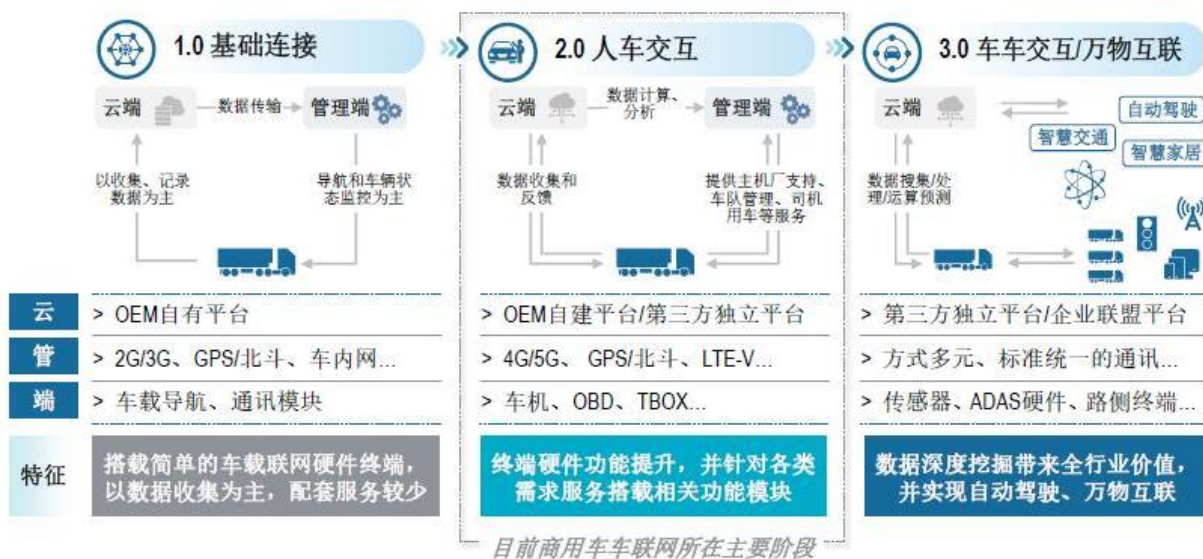 1.0 基础连接
云端
数据传输
管理端
以收集、记录
数据为主
导航和车辆状
态监控为主
2.0 人车交互
云端
数据计算、
分析
管理端
数据收集和
反馈
提供主机厂支持、
车队管理、司机
用车等服务
3.0 车车交互/万物互联
云端
自动驾驶
智慧交通
智慧家居
数据搜集/处
理/运算预测
云
> OEM自有平台
> OEM自建平台/第三方独立平台
> 第三方独立平台/企业联盟平台
管
> 2G/3G、GPS/北斗、车内网...
> 4G/5G、 GPS/北斗、LTE-V...
> 方式多元、标准统一的通讯...
端
> 车载导航、通讯模块
> 车机、OBD、TBOX...
> 传感器、ADAS硬件、路侧终端...
特征
搭载简单的车载联网硬件终端，
以数据收集为主，配套服务较少
终端硬件功能提升，并针对各类
需求服务搭载相关功能模块
数据深度挖掘带来全行业价值，
并实现自动驾驶、万物互联
目前商用车车联网所在主要阶段